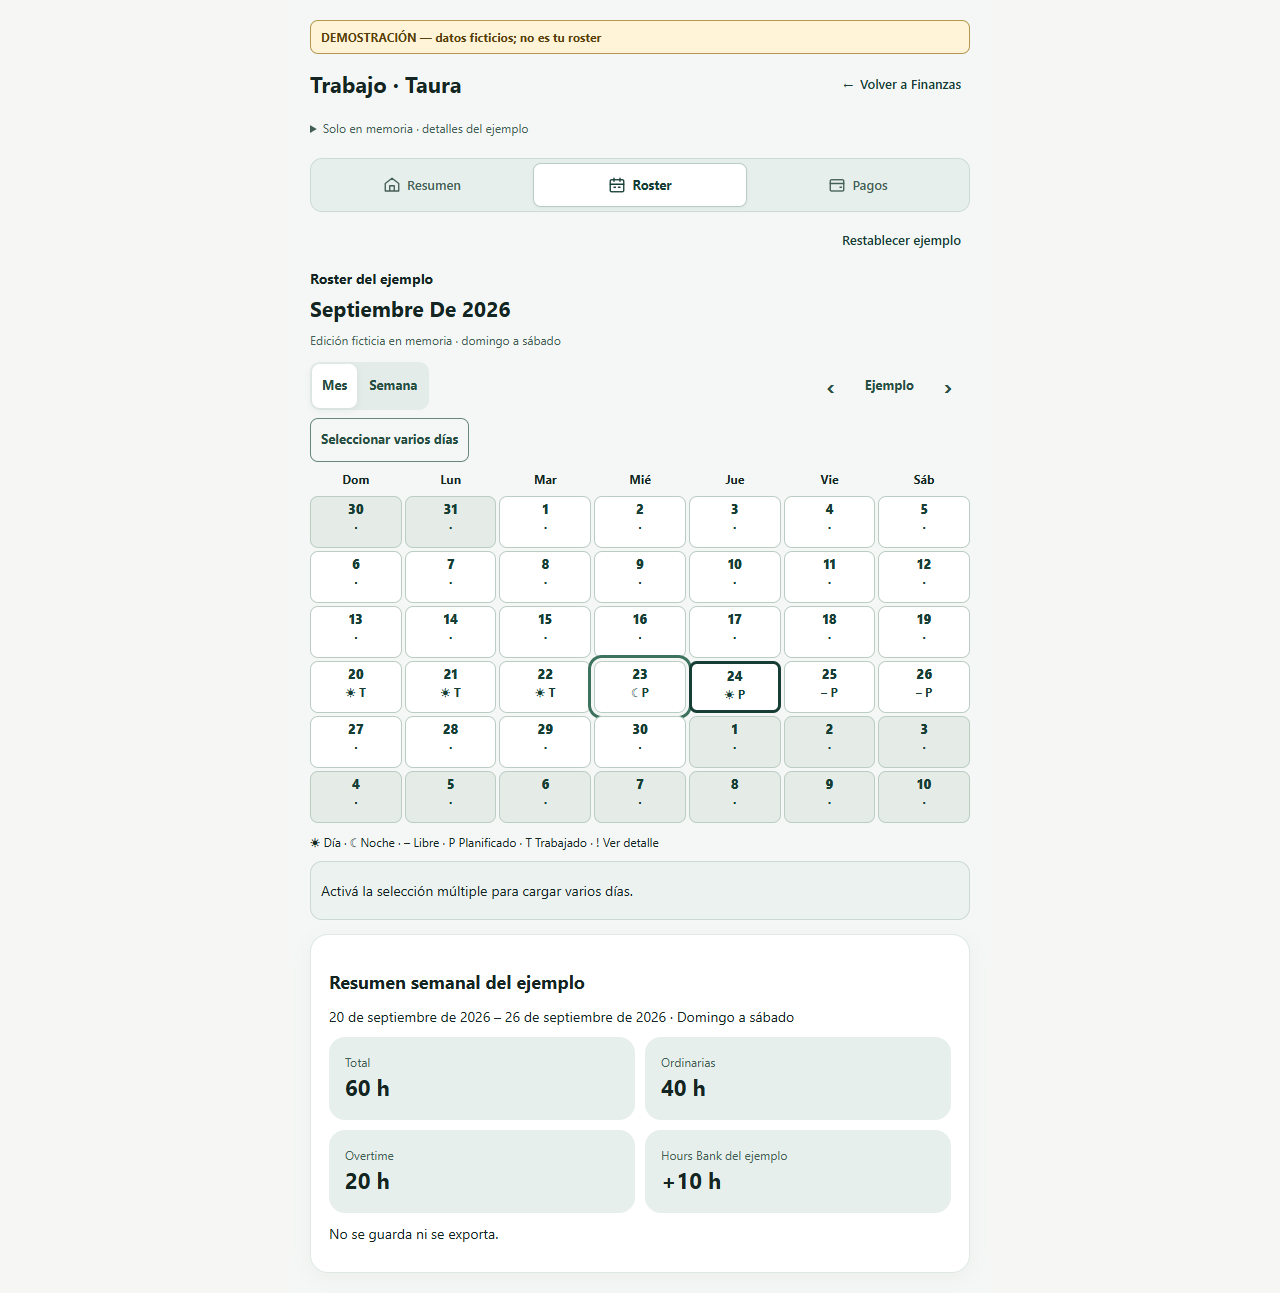 DEMOSTRACIÓN — datos ficticios; no es tu roster
Trabajo · Taura
← Volver a Finanzas
▶ Solo en memoria · detalles del ejemplo
Resumen
Roster
Pagos
Restablecer ejemplo
Roster del ejemplo
Septiembre De 2026
Edición ficticia en memoria · domingo a sábado
Mes Semana
‹ Ejemplo ›
Seleccionar varios días
Dom Lun Mar Mié Jue Vie Sáb
30 31 1 2 3 4 5
· · · · · · ·
6 7 8 9 10 11 12
· · · · · · ·
13 14 15 16 17 18 19
· · · · · · ·
20 21 22 23 24 25 26
☀ T ☀ T ☀ T ☾ P ☀ P – P – P
27 28 29 30 1 2 3
· · · · · · ·
4 5 6 7 8 9 10
· · · · · · ·
☀ Día · ☾ Noche · – Libre · P Planificado · T Trabajado · ! Ver detalle
Activá la selección múltiple para cargar varios días.
Resumen semanal del ejemplo
20 de septiembre de 2026 – 26 de septiembre de 2026 · Domingo a sábado
Total
60 h
Ordinarias
40 h
Overtime
20 h
Hours Bank del ejemplo
+10 h
No se guarda ni se exporta.